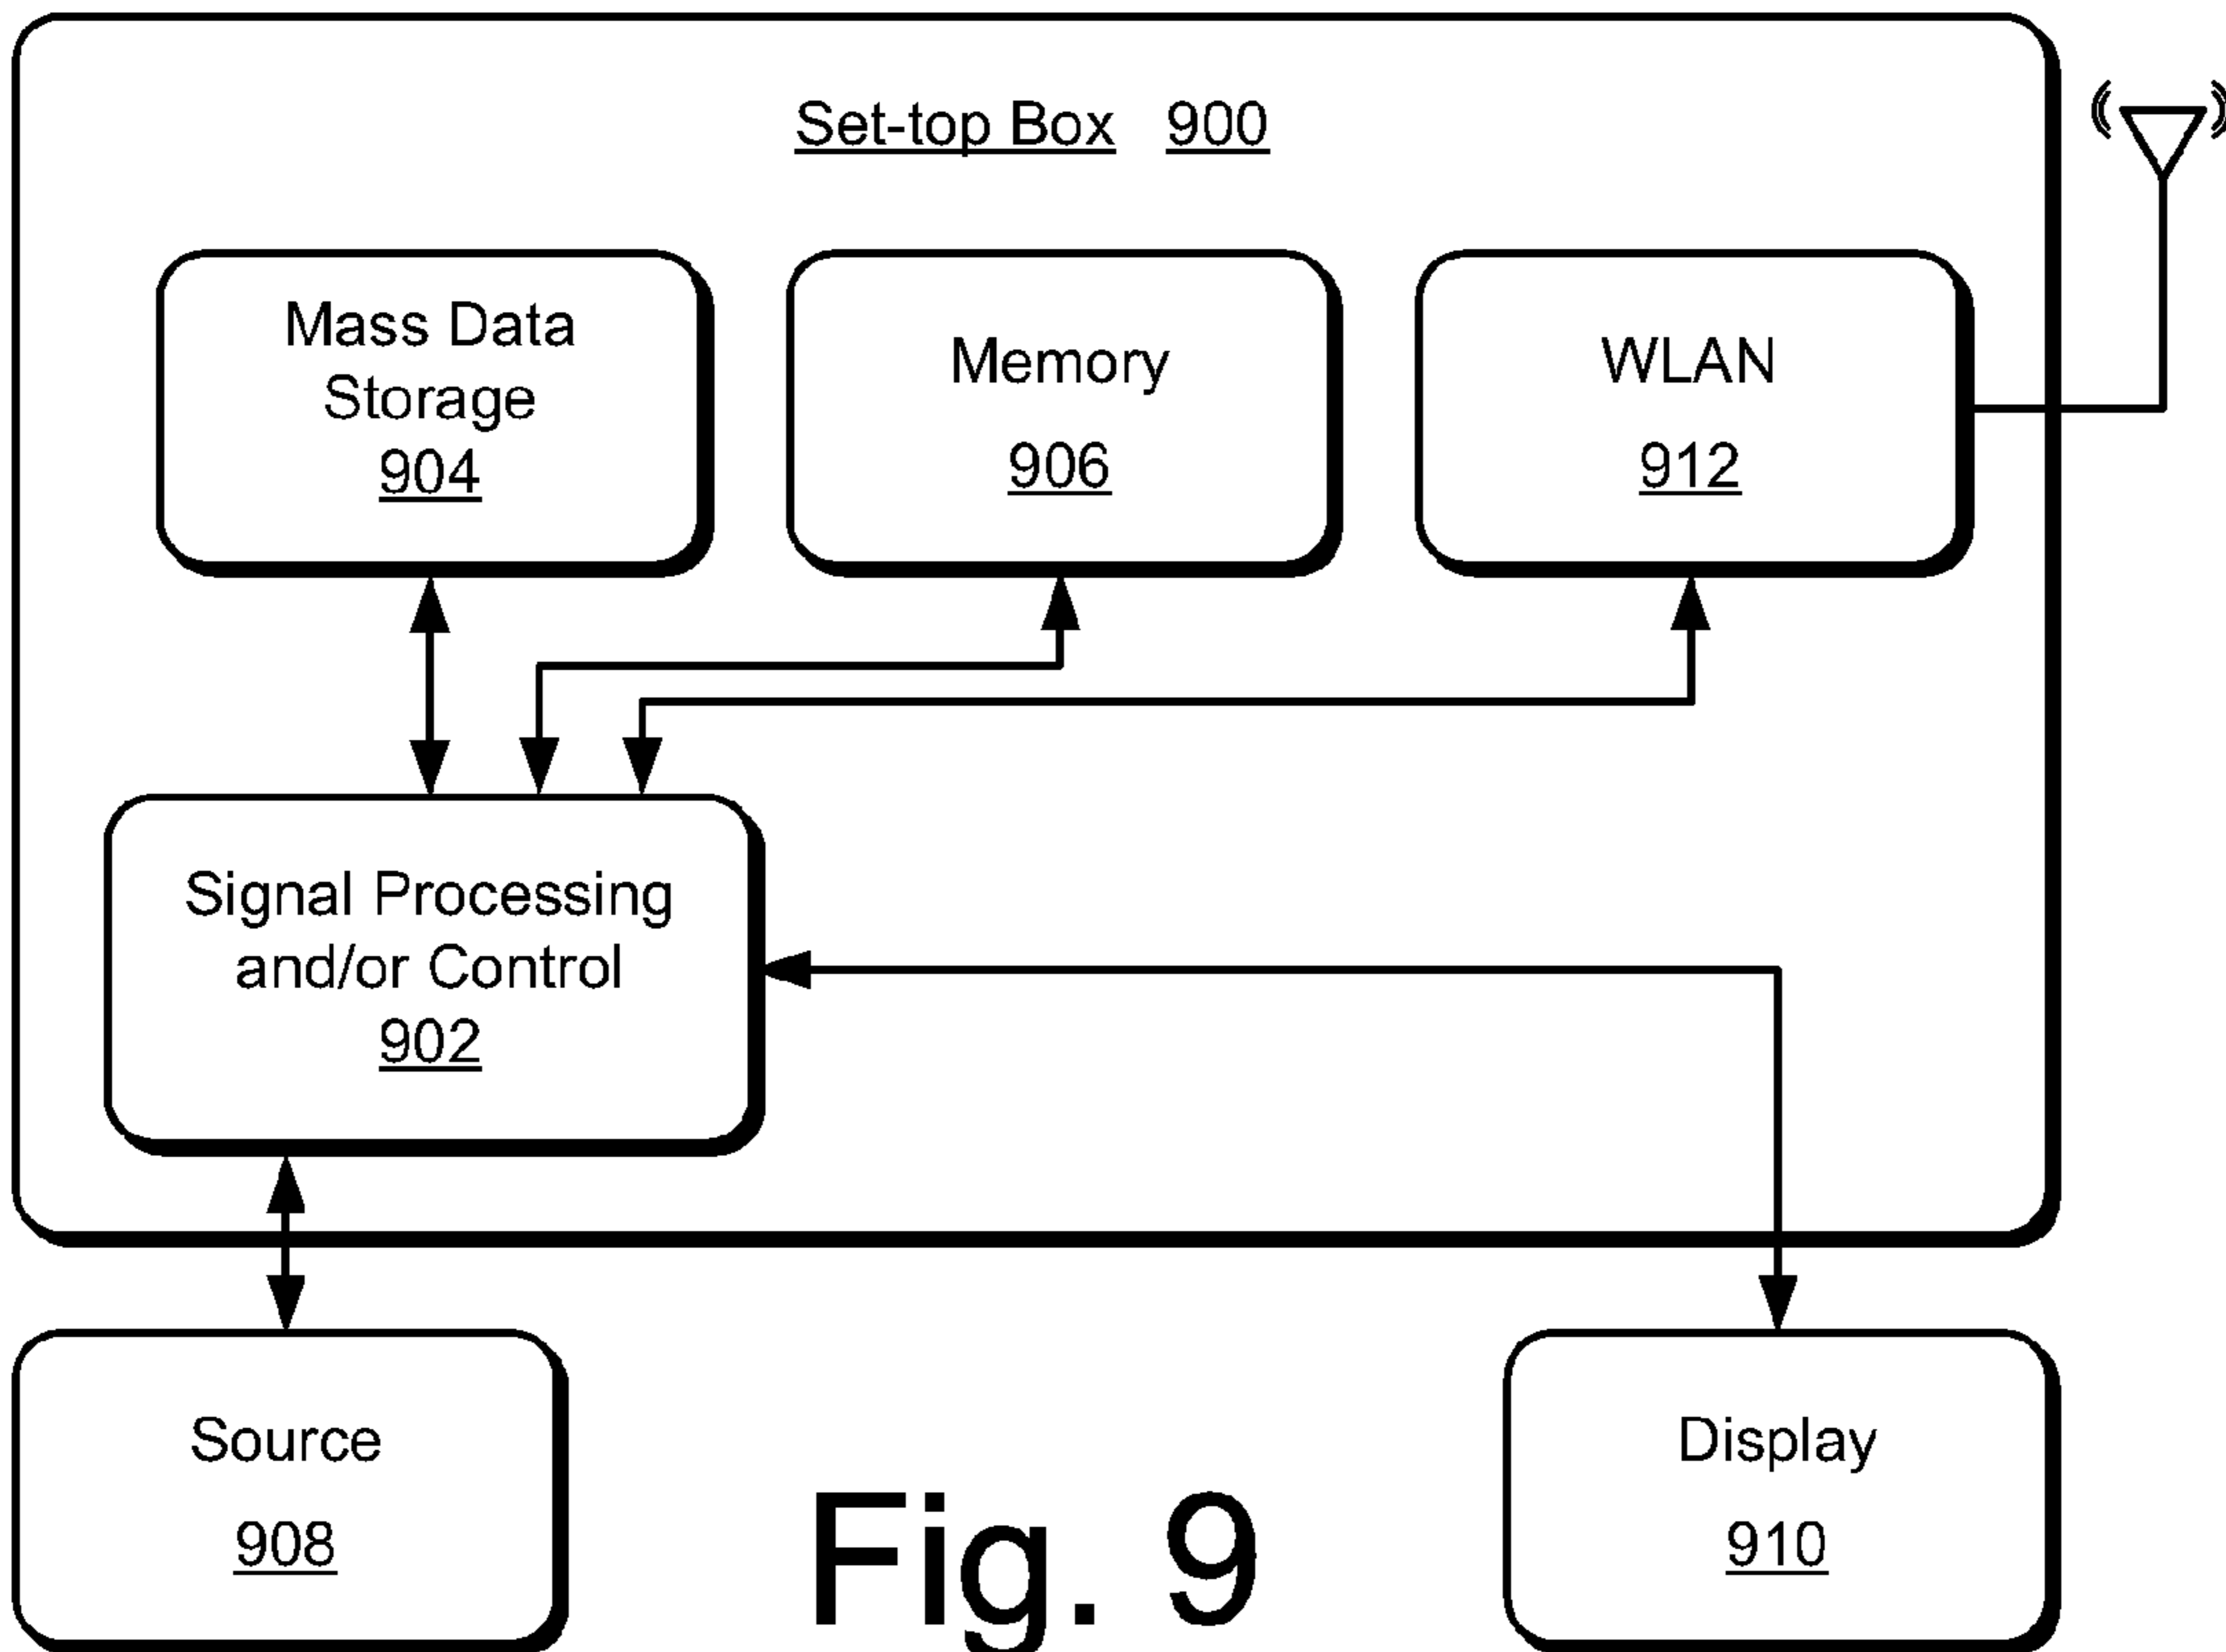 Set-top Box 900
Mass Data
Storage
904
Memory
906
WLAN
912
Signal Processing
and/or Control
902
Source
908
Display
910
Fig. 9